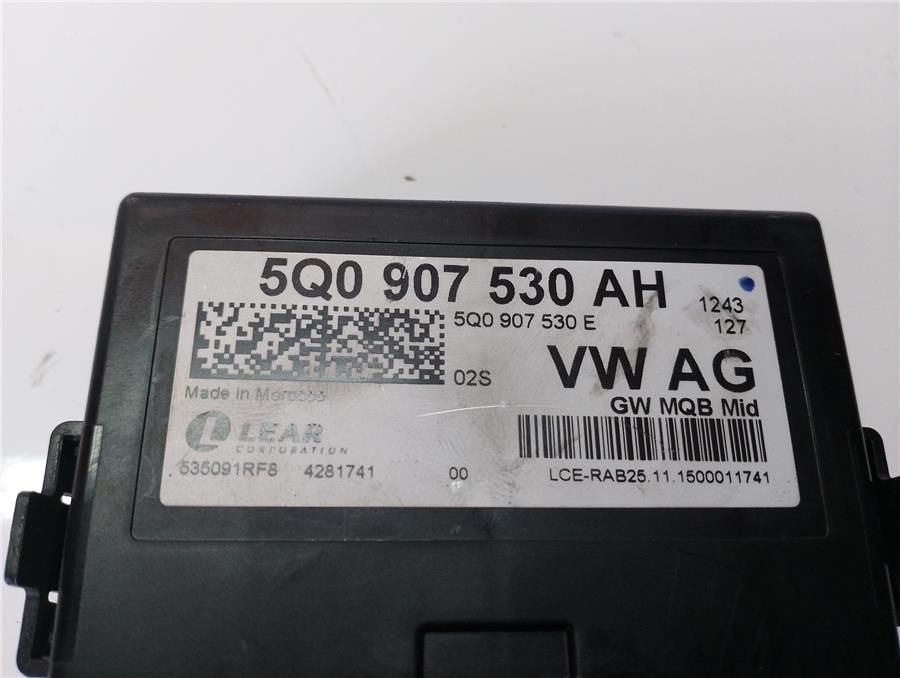 5Q0 907 530 AH
1243
5Q0 907 530 E
127
02S
VW AG
Made in Morocco
GW MQB Mid
LEAR
CORPORATION
535091RF8 4281741 00
LCE-RAB25.11.1500011741